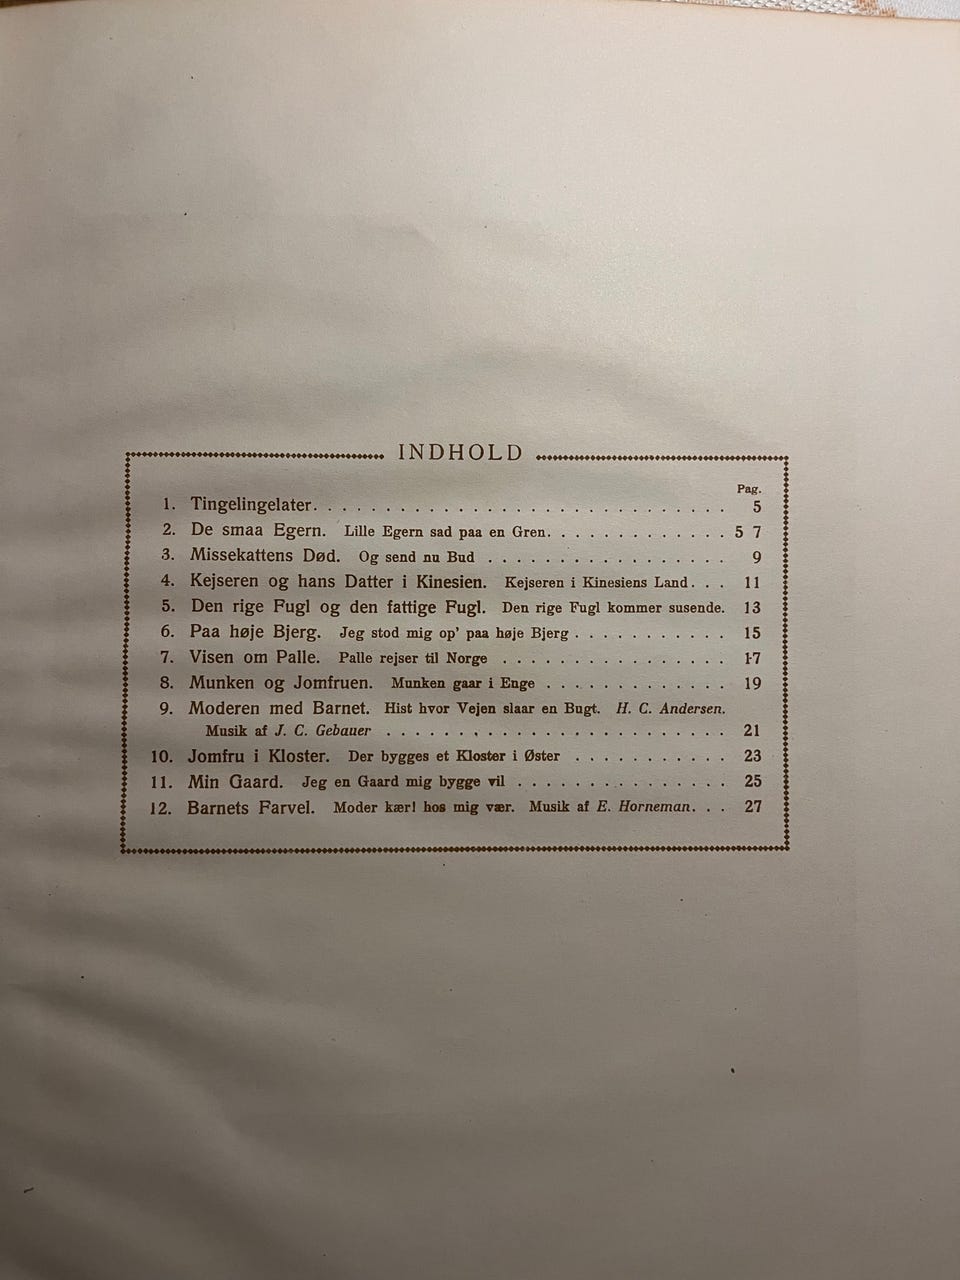 INDHOLD
Pag.
1. Tingelingelater. . . . . . . . . . . . . . . . . . . . . . . . . . . . . 5
2. De smaa Egern. Lille Egern sad paa en Gren. . . . . . . . . . . . . 5 7
3. Missekattens Død. Og send nu Bud . . . . . . . . . . . . . . . . . 9
4. Kejseren og hans Datter i Kinesien. Kejseren i Kinesiens Land. . . 11
5. Den rige Fugl og den fattige Fugl. Den rige Fugl kommer susende. 13
6. Paa høje Bjerg. Jeg stod mig op' paa høje Bjerg . . . . . . . . . . . 15
7. Visen om Palle. Palle rejser til Norge . . . . . . . . . . . . . . . . 17
8. Munken og Jomfruen. Munken gaar i Enge . . . . . . . . . . . . . 19
9. Moderen med Barnet. Hist hvor Vejen slaar en Bugt. H. C. Andersen.
Musik af J. C. Gebauer . . . . . . . . . . . . . . . . . . . . . . . . 21
10. Jomfru i Kloster. Der bygges et Kloster i Øster . . . . . . . . . . . 23
11. Min Gaard. Jeg en Gaard mig bygge vil . . . . . . . . . . . . . . . 25
12. Barnets Farvel. Moder kær! hos mig vær. Musik af E. Horneman. . . 27